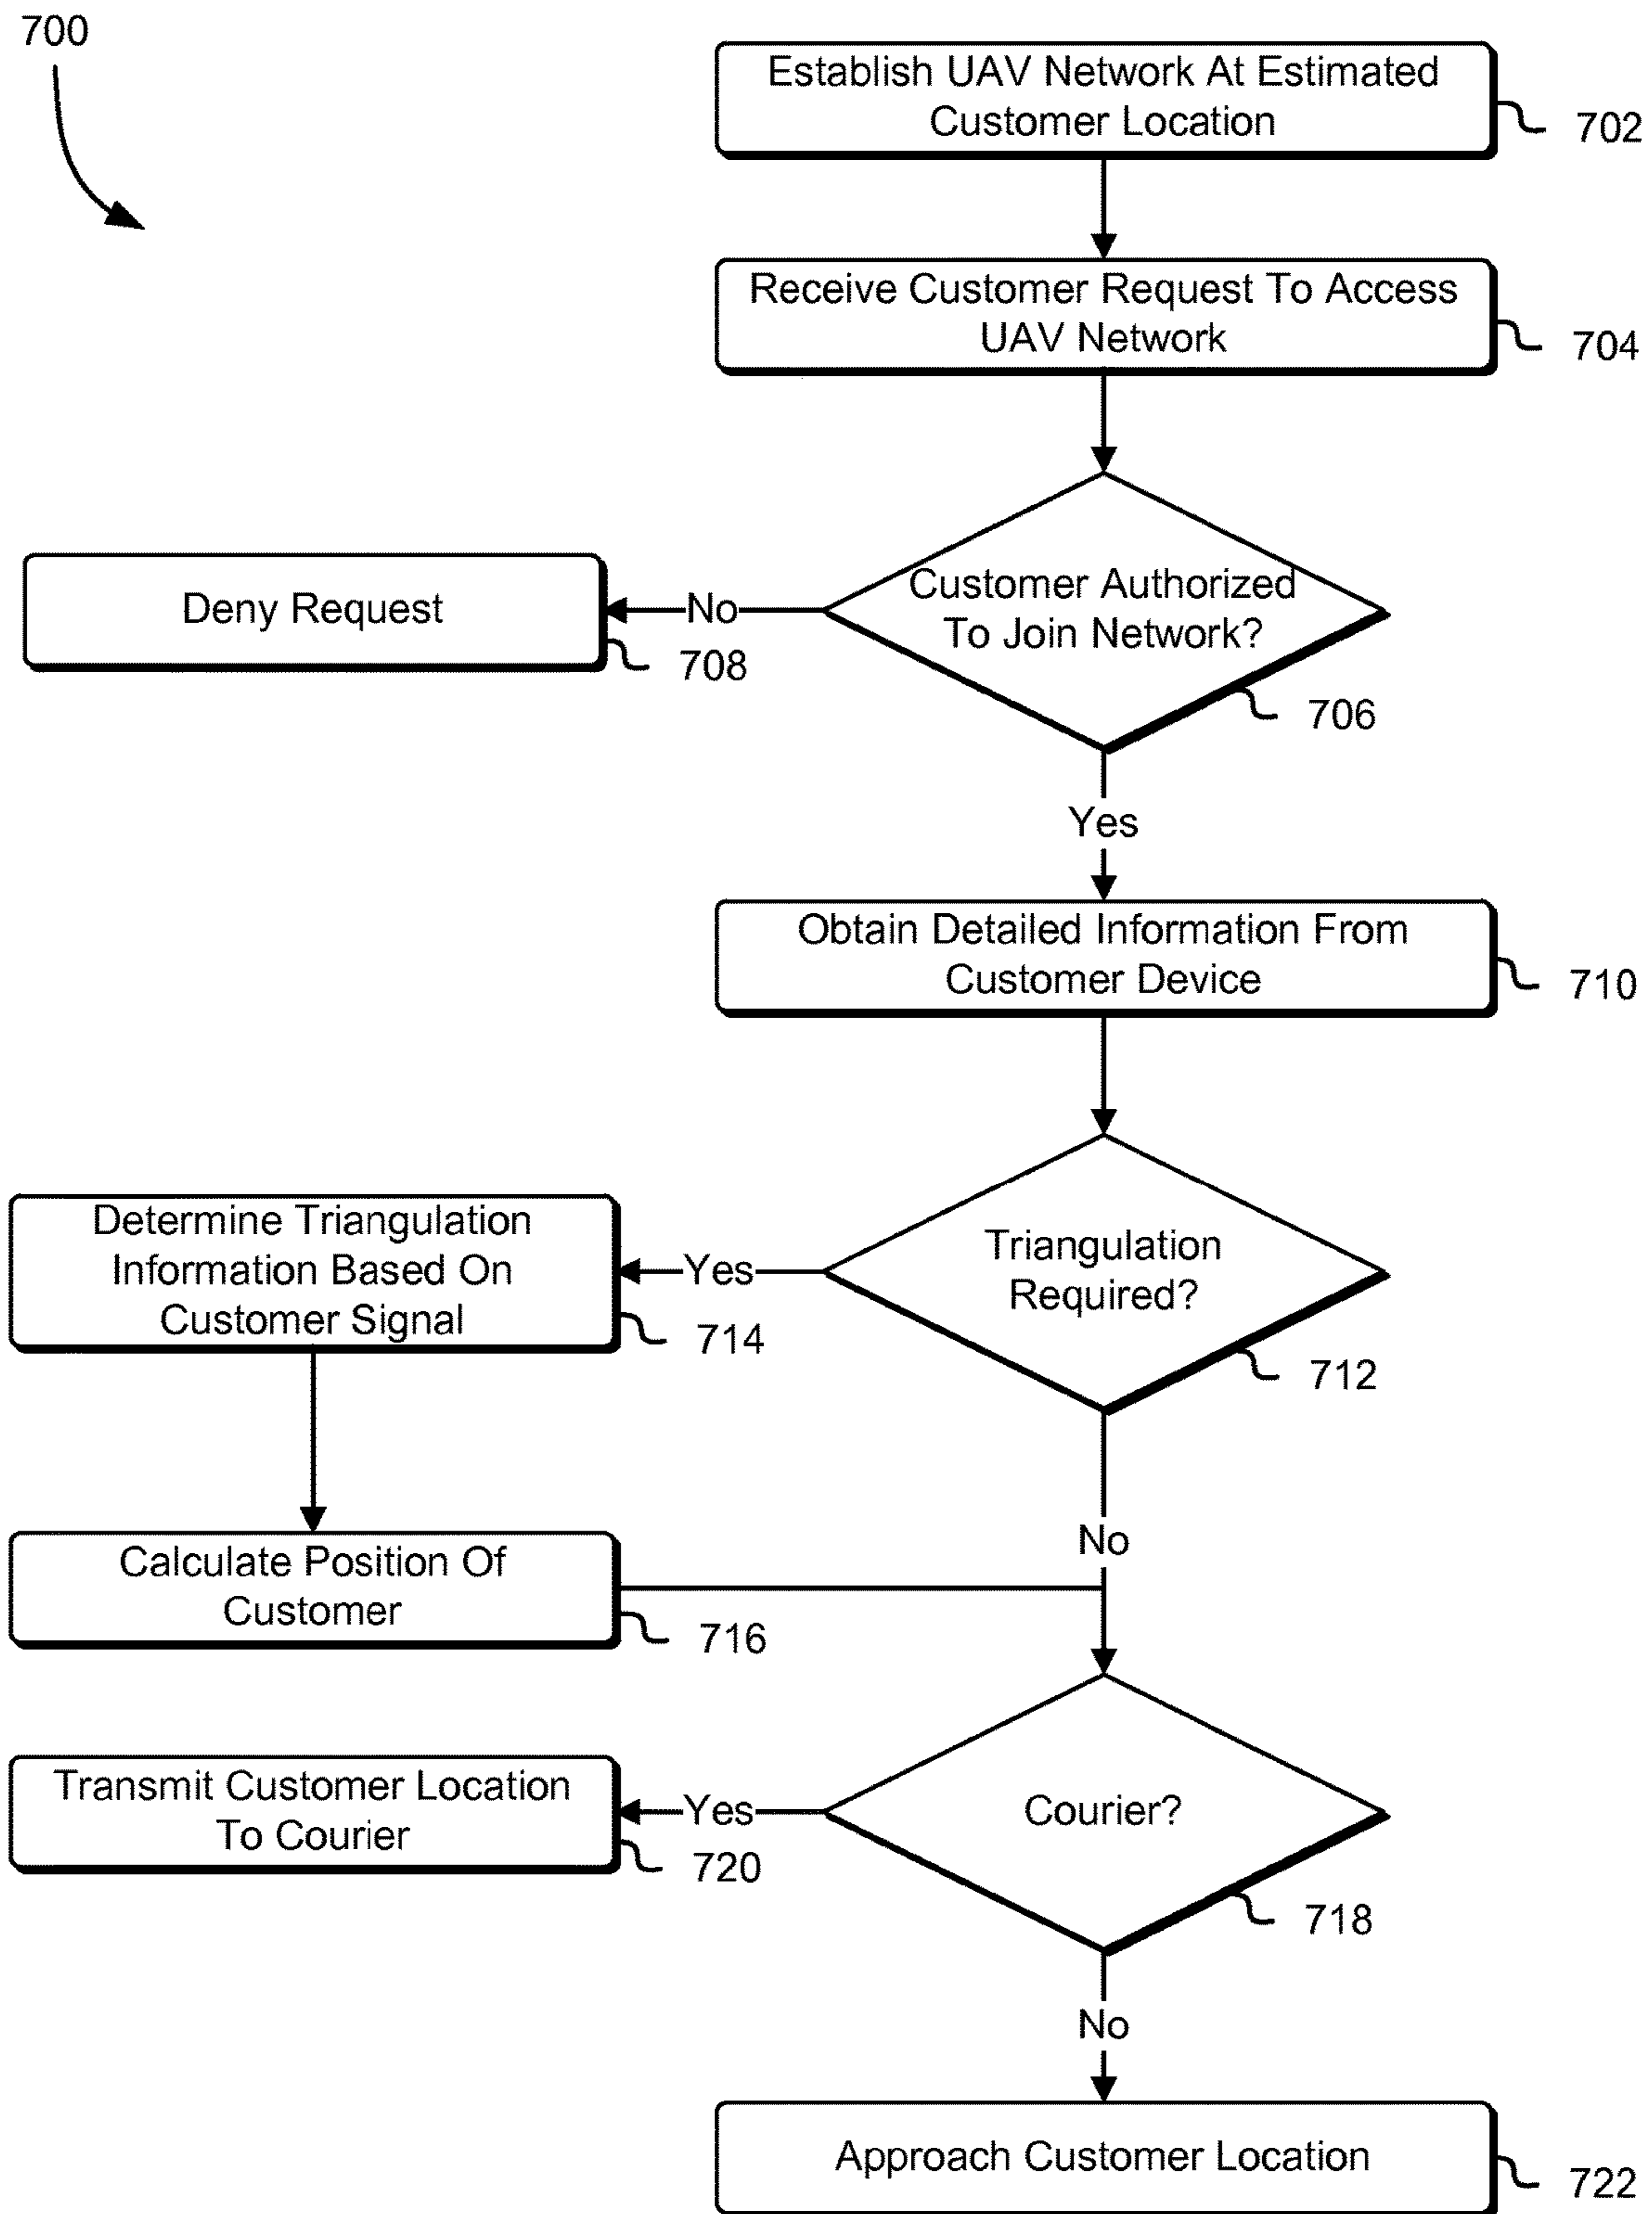 700
Establish UAV Network At Estimated
Customer Location
702
Receive Customer Request To Access
UAV Network
704
Customer Authorized
To Join Network?
706
No
Deny Request
708
Yes
Obtain Detailed Information From
Customer Device
710
Triangulation
Required?
712
Yes
Determine Triangulation
Information Based On
Customer Signal
714
No
Calculate Position Of
Customer
716
Courier?
718
Yes
Transmit Customer Location
To Courier
720
No
Approach Customer Location
722